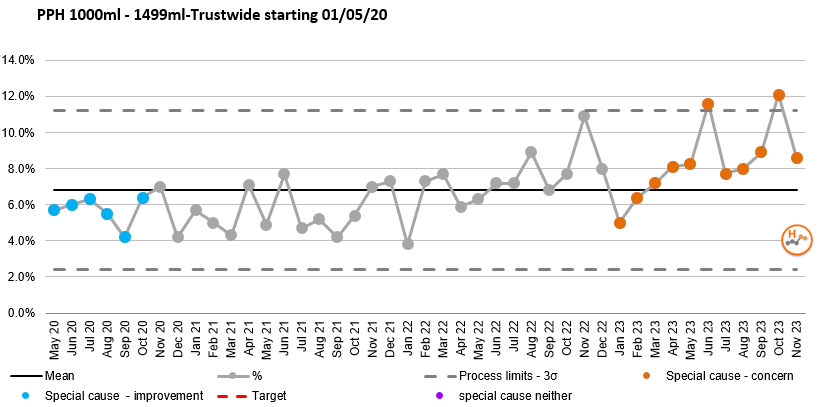 PPH 1000ml - 1499ml-Trustwide starting 01/05/20
14.0%
12.0%
10.0%
8.0%
6.0%
4.0%
2.0%
0.0%
H
May 20 Jun 20 Jul 20 Aug 20 Sep 20 Oct 20 Nov 20 Dec 20 Jan 21 Feb 21 Mar 21 Apr 21 May 21 Jun 21 Jul 21 Aug 21 Sep 21 Oct 21 Nov 21 Dec 21 Jan 22 Feb 22 Mar 22 Apr 22 May 22 Jun 22 Jul 22 Aug 22 Sep 22 Oct 22 Nov 22 Dec 22 Jan 23 Feb 23 Mar 23 Apr 23 May 23 Jun 23 Jul 23 Aug 23 Sep 23 Oct 23 Nov 23
Mean % Process limits - 3σ Special cause - concern
Special cause - improvement Target special cause neither